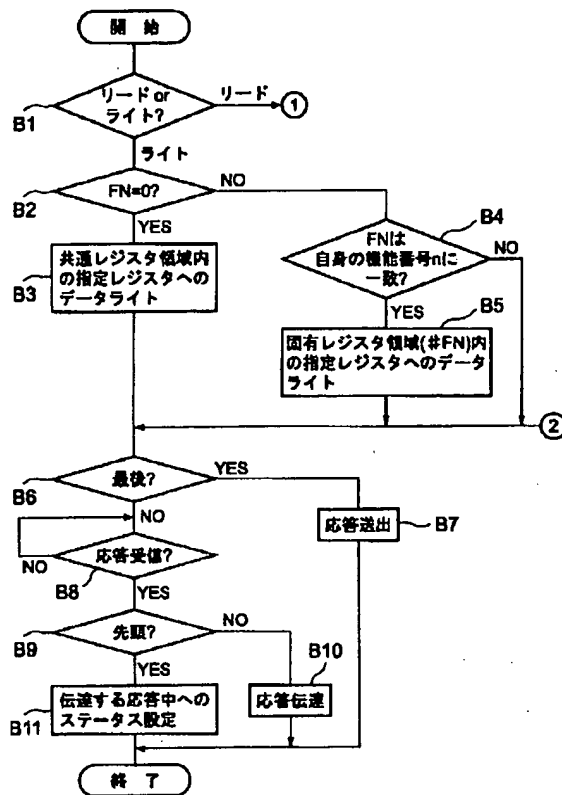 開 始
リード or
ライト?
リード
①
B1
ライト
FN=0?
NO
B2
YES
B4
FNは
自身の機能番号nに
一致?
NO
共通レジスタ領域内
の指定レジスタへの
データライト
B3
YES
B5
固有レジスタ領域(#FN)内
の指定レジスタへのデータ
ライト
②
最後?
YES
B6
NO
応答送出
B7
応答受信?
NO
B8
YES
先頭?
NO
B9
YES
B10
伝達する応答中への
ステータス設定
応答伝達
B11
終 了